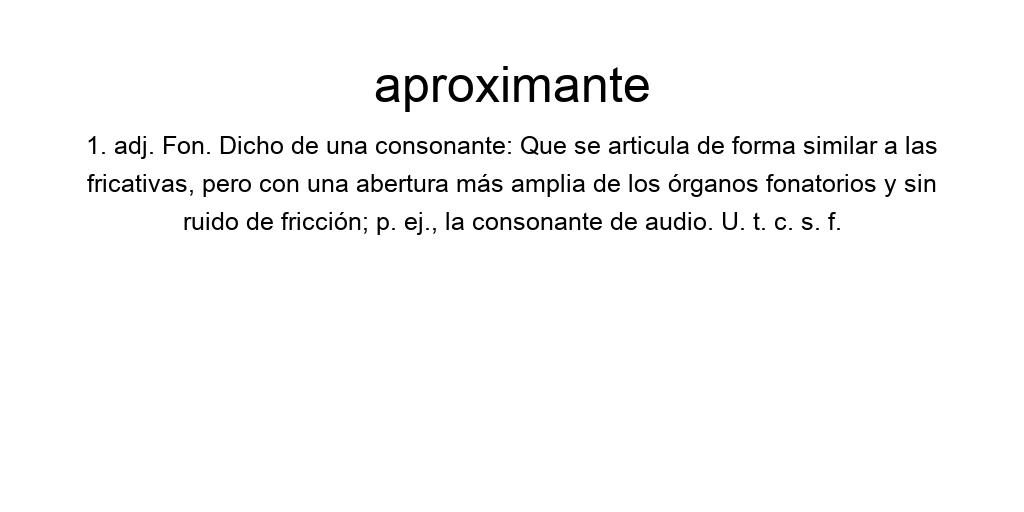 aproximante
1. adj. Fon. Dicho de una consonante: Que se articula de forma similar a las
fricativas, pero con una abertura más amplia de los órganos fonatorios y sin
ruido de fricción; p. ej., la consonante de audio. U. t. c. s. f.